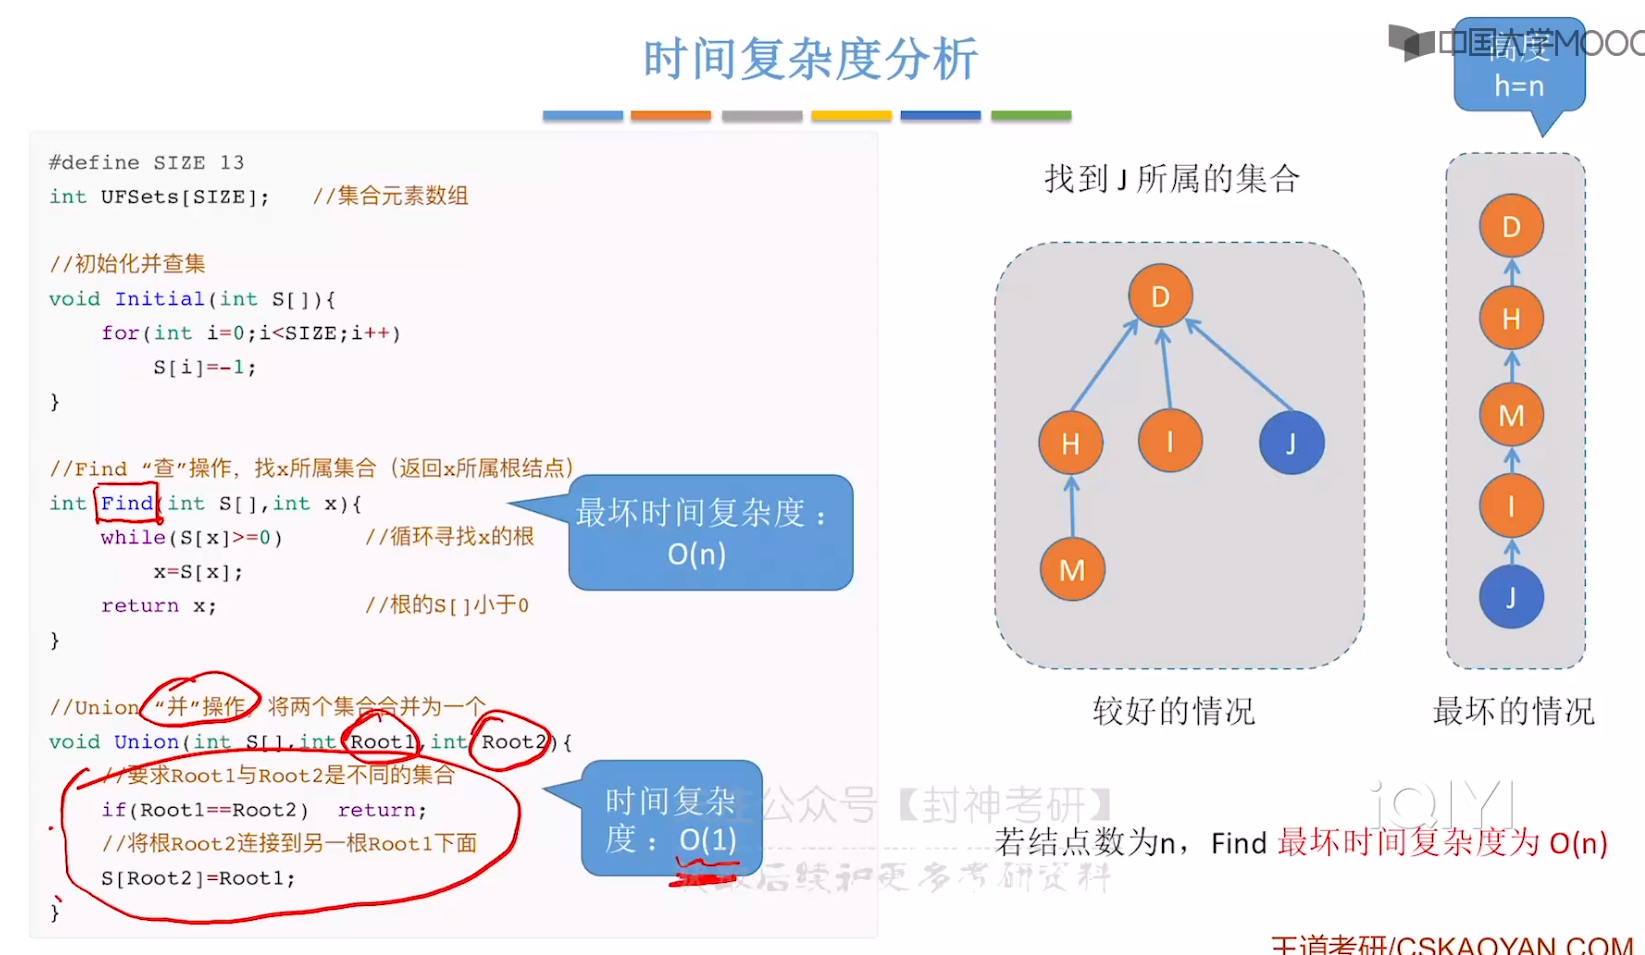 时间复杂度分析
中国大学MOOC
高度
h=n
#define SIZE 13
int UFSets[SIZE];   //集合元素数组
//初始化并查集
void Initial(int S[]){
    for(int i=0;i<SIZE;i++)
        S[i]=-1;
}
//Find “查”操作，找x所属集合（返回x所属根结点）
int Find(int S[],int x){
    while(S[x]>=0)      //循环寻找x的根
        x=S[x];
    return x;           //根的S[]小于0
}
最坏时间复杂度：
O(n)
//Union “并”操作，将两个集合合并为一个
void Union(int S[],int Root1,int Root2){
    //要求Root1与Root2是不同的集合
    if(Root1==Root2)  return;
    //将根Root2连接到另一根Root1下面
    S[Root2]=Root1;
}
时间复杂
度：O(1)
找到 J 所属的集合
D
H
I
J
M
较好的情况
D
H
M
I
J
最坏的情况
公众号【封神考研】
后续和更多考研资料
iQIYI
若结点数为n，Find 最坏时间复杂度为 O(n)
王道考研/CSKAOYAN.COM